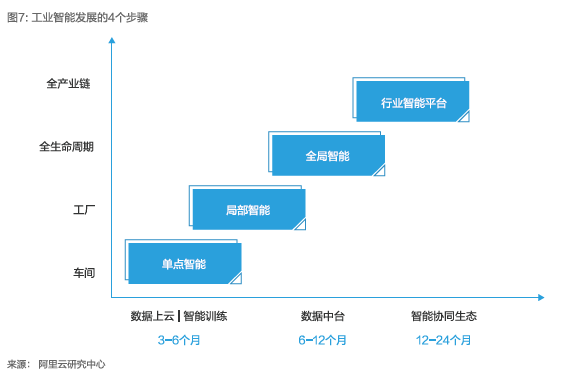 图7: 工业智能发展的4个步骤
全产业链
行业智能平台
全生命周期
全局智能
工厂
局部智能
车间
单点智能
数据上云 | 智能训练
数据中台
智能协同生态
3-6个月
6-12个月
12-24个月
来源： 阿里云研究中心